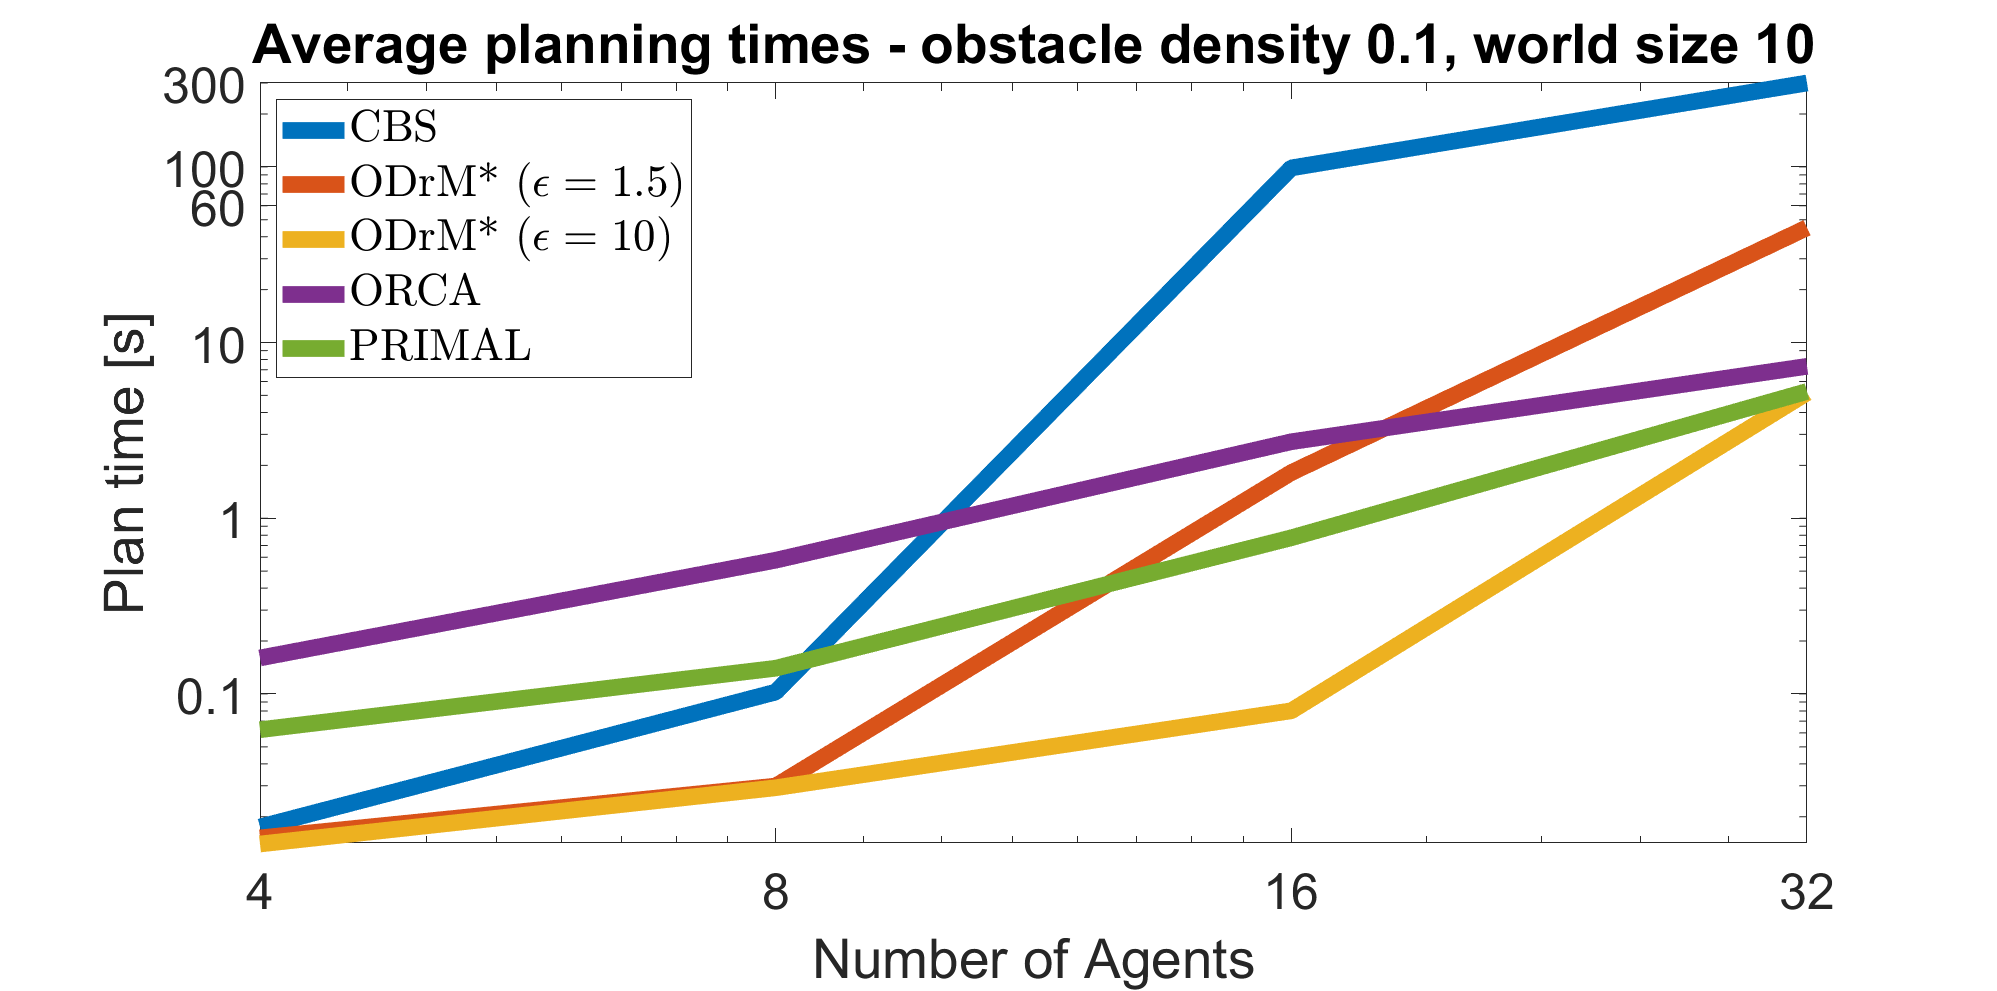 Average planning times - obstacle density 0.1, world size 10
300
100
60
10
1
0.1
Plan time [s]
CBS
ODrM* (ϵ = 1.5)
ODrM* (ϵ = 10)
ORCA
PRIMAL
4 8 16 32
Number of Agents